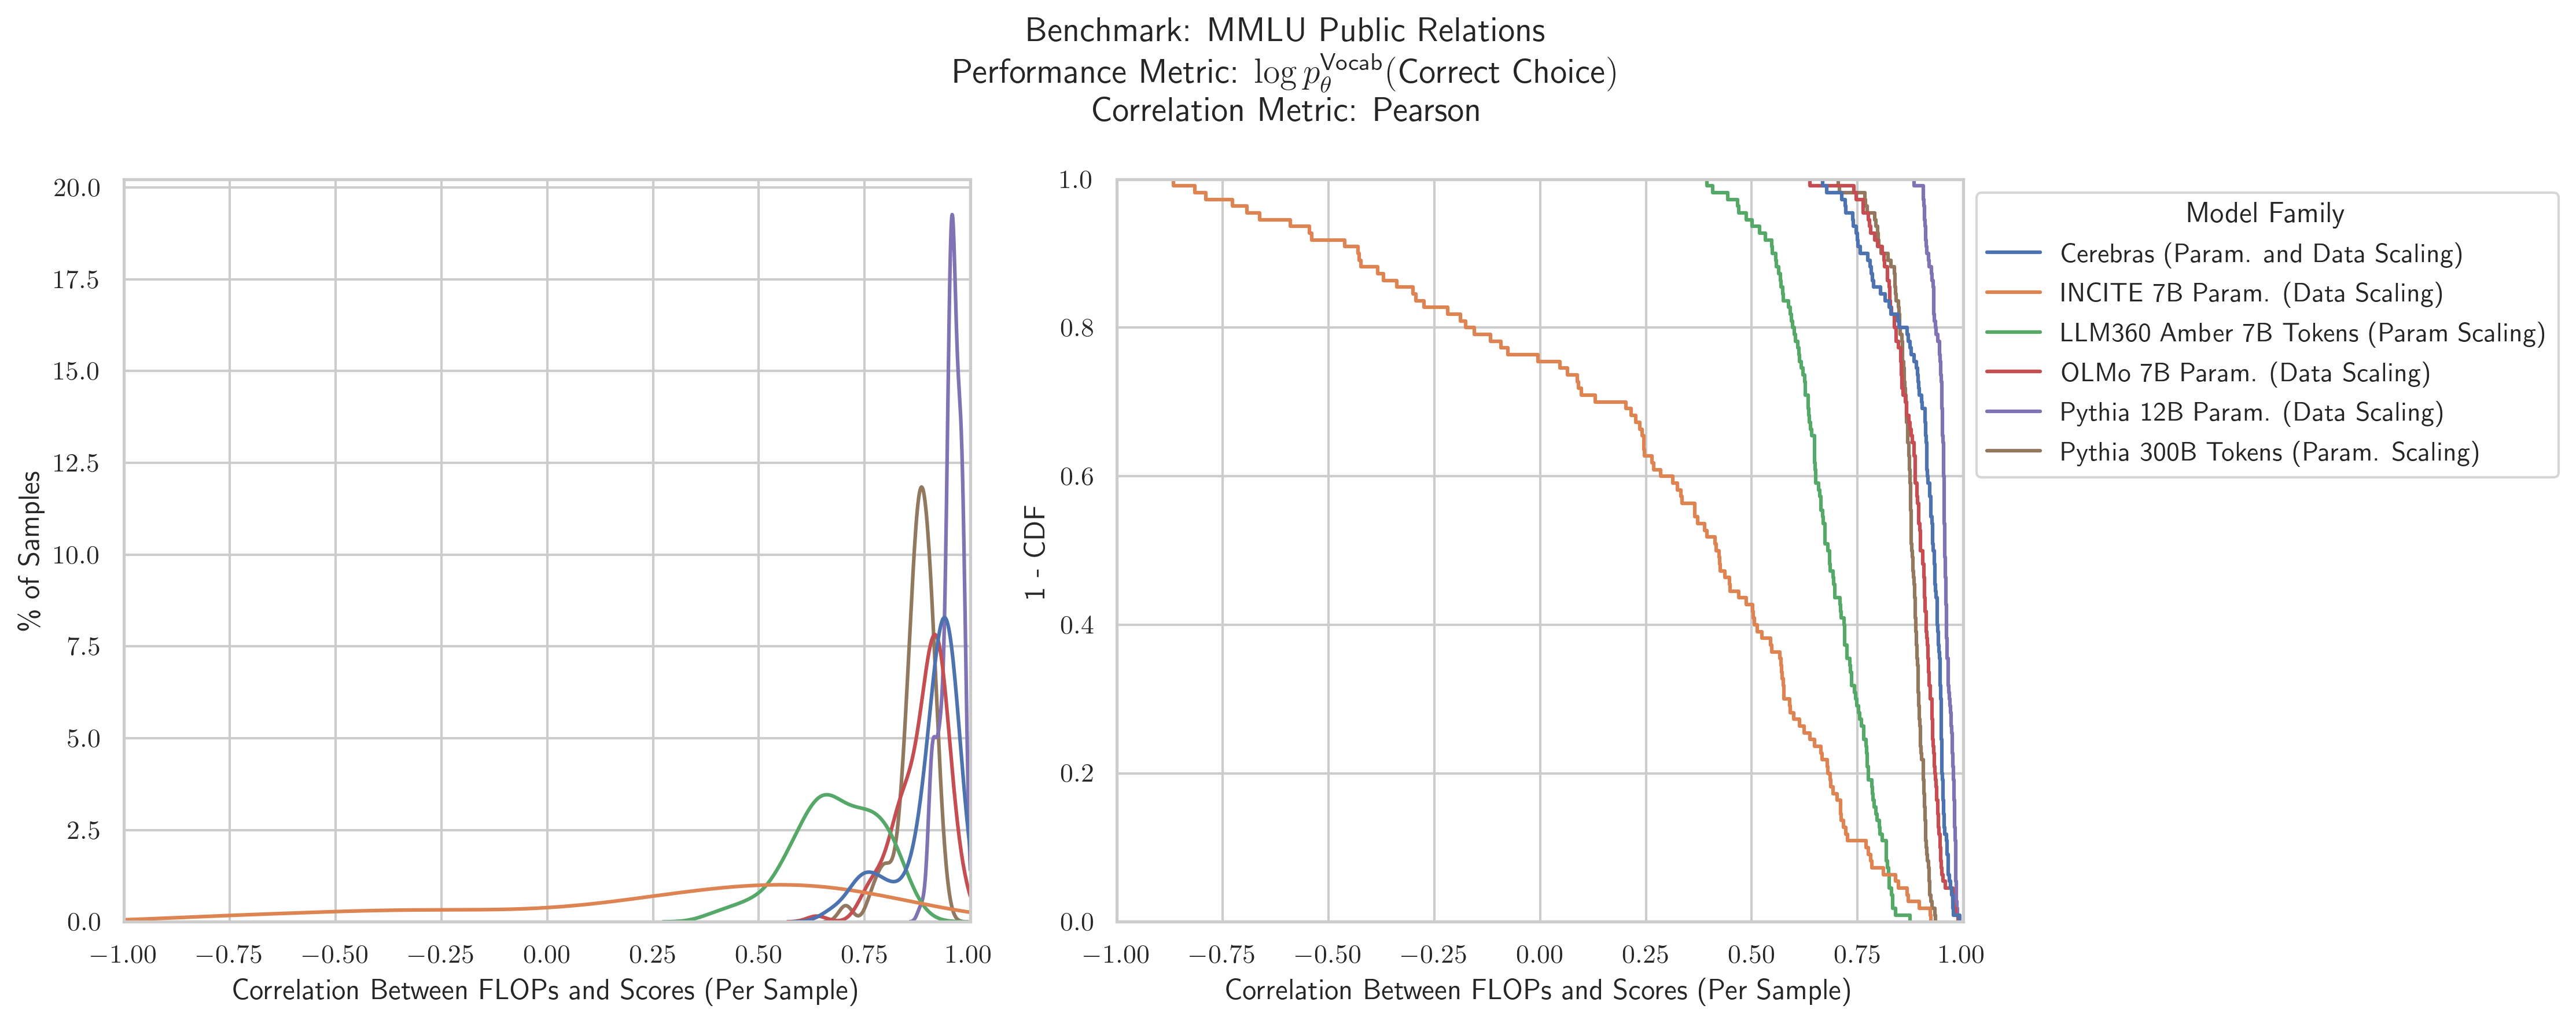 Benchmark: MMLU Public Relations
Performance Metric: log p_θ^Vocab(Correct Choice)
Correlation Metric: Pearson
% of Samples
20.0
17.5
15.0
12.5
10.0
7.5
5.0
2.5
0.0
−1.00 −0.75 −0.50 −0.25 0.00 0.25 0.50 0.75 1.00
Correlation Between FLOPs and Scores (Per Sample)
1 - CDF
1.0
0.8
0.6
0.4
0.2
0.0
−1.00 −0.75 −0.50 −0.25 0.00 0.25 0.50 0.75 1.00
Correlation Between FLOPs and Scores (Per Sample)
Model Family
Cerebras (Param. and Data Scaling)
INCITE 7B Param. (Data Scaling)
LLM360 Amber 7B Tokens (Param Scaling)
OLMo 7B Param. (Data Scaling)
Pythia 12B Param. (Data Scaling)
Pythia 300B Tokens (Param. Scaling)